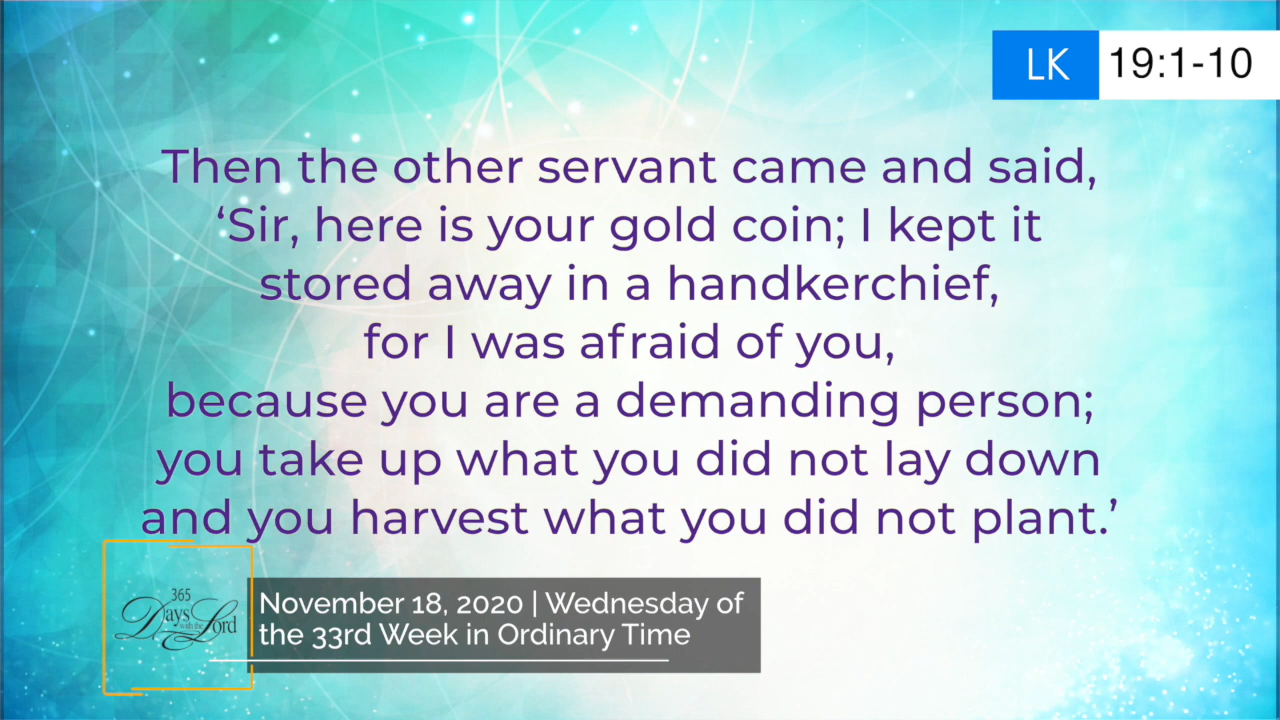 LK 19:1-10
Then the other servant came and said,
‘Sir, here is your gold coin; I kept it
stored away in a handkerchief,
for I was afraid of you,
because you are a demanding person;
you take up what you did not lay down
and you harvest what you did not plant.’
365
Days with the Lord
November 18, 2020 | Wednesday of
the 33rd Week in Ordinary Time